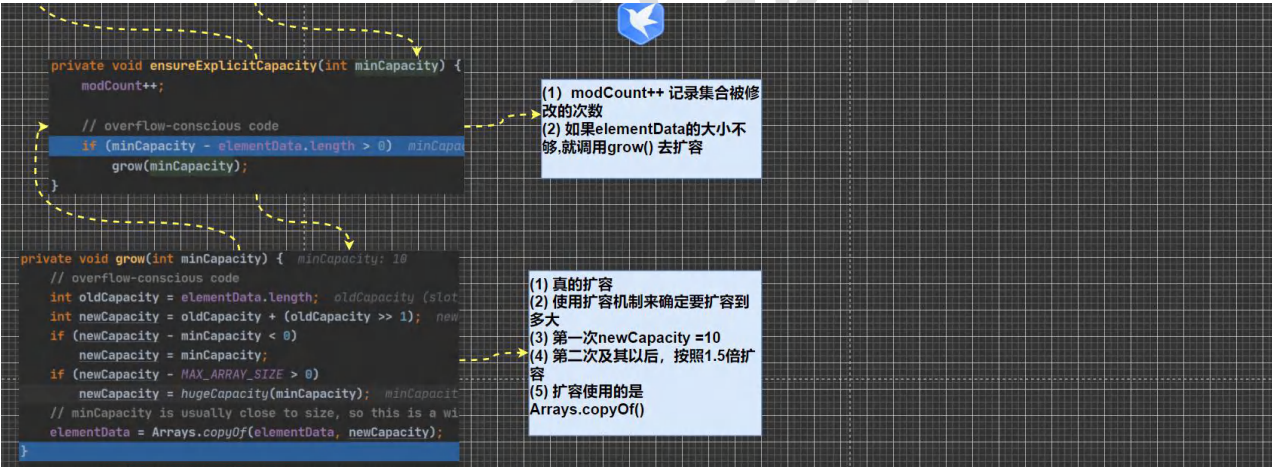 private void ensureExplicitCapacity(int minCapacity) {
modCount++;
// overflow-conscious code
if (minCapacity - elementData.length > 0)
grow(minCapacity);
}
(1）modCount++ 记录集合被修
改的次数
(2) 如果elementData的大小不
够,就调用grow() 去扩容
private void grow(int minCapacity) { minCapacity: 10
// overflow-conscious code
int oldCapacity = elementData.length; oldCapacity (slot
int newCapacity = oldCapacity + (oldCapacity >> 1); new
if (newCapacity - minCapacity < 0)
newCapacity = minCapacity;
if (newCapacity - MAX_ARRAY_SIZE > 0)
newCapacity = hugeCapacity(minCapacity); minCapacit
// minCapacity is usually close to size, so this is a wi
elementData = Arrays.copyOf(elementData, newCapacity);
}
(1) 真的扩容
(2) 使用扩容机制来确定要扩容到
多大
(3) 第一次newCapacity =10
(4) 第二次及其以后，按照1.5倍扩
容
(5) 扩容使用的是
Arrays.copyOf()